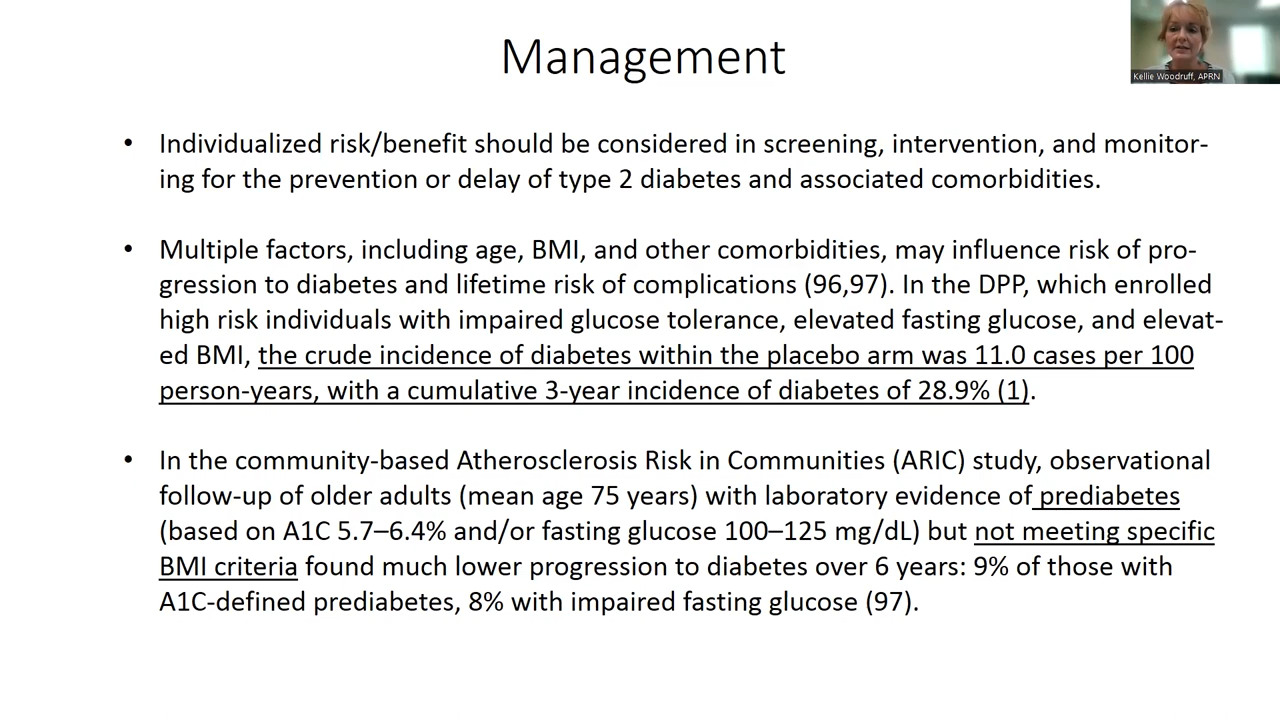 Management
Kellie Woodruff, APRN
• Individualized risk/benefit should be considered in screening, intervention, and monitor-
ing for the prevention or delay of type 2 diabetes and associated comorbidities.
• Multiple factors, including age, BMI, and other comorbidities, may influence risk of pro-
gression to diabetes and lifetime risk of complications (96,97). In the DPP, which enrolled
high risk individuals with impaired glucose tolerance, elevated fasting glucose, and elevat-
ed BMI, the crude incidence of diabetes within the placebo arm was 11.0 cases per 100
person-years, with a cumulative 3-year incidence of diabetes of 28.9% (1).
• In the community-based Atherosclerosis Risk in Communities (ARIC) study, observational
follow-up of older adults (mean age 75 years) with laboratory evidence of prediabetes
(based on A1C 5.7–6.4% and/or fasting glucose 100–125 mg/dL) but not meeting specific
BMI criteria found much lower progression to diabetes over 6 years: 9% of those with
A1C-defined prediabetes, 8% with impaired fasting glucose (97).